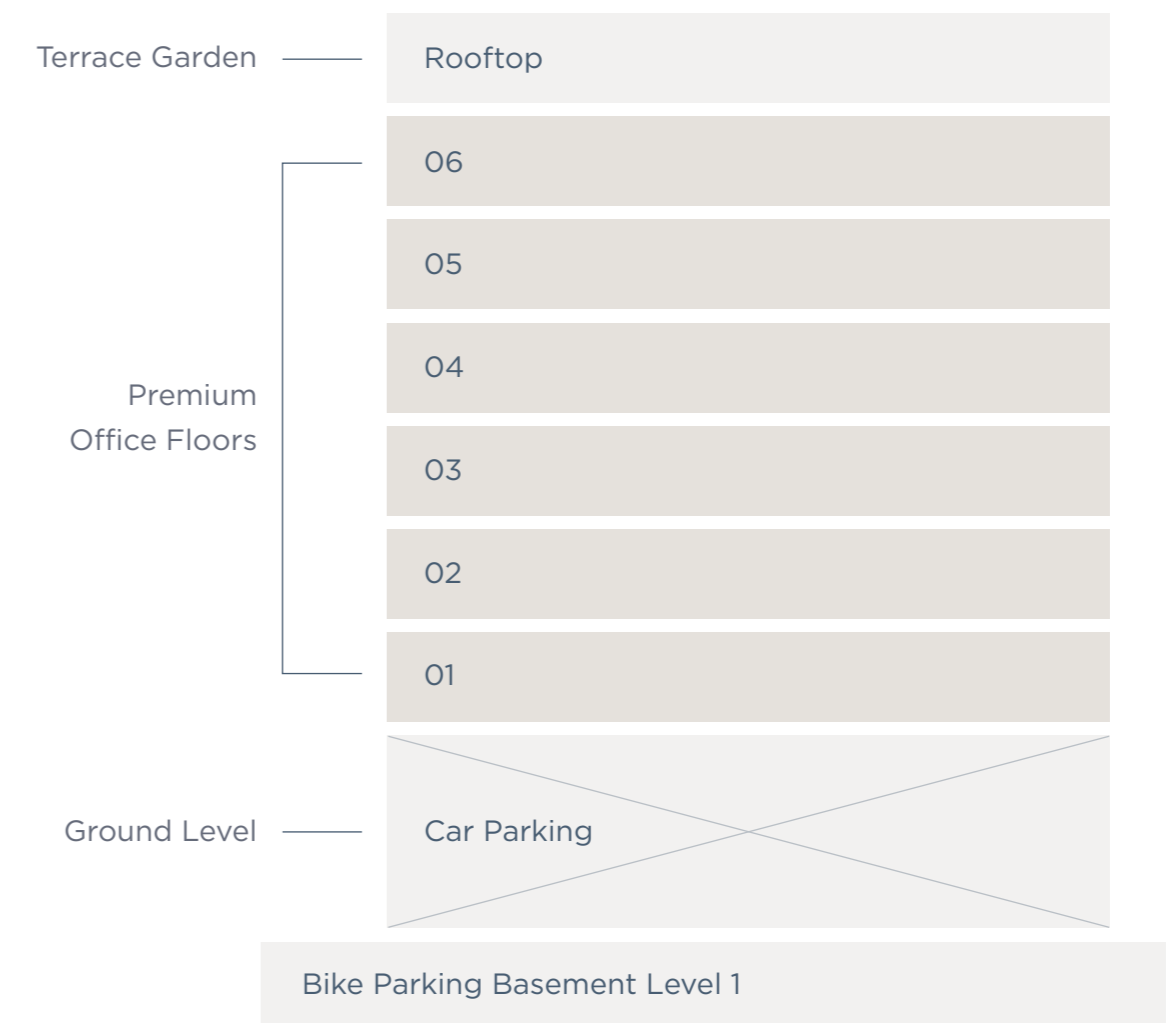 Terrace Garden
Rooftop
06
05
04
Premium
Office Floors
03
02
01
Ground Level
Car Parking
Bike Parking Basement Level 1